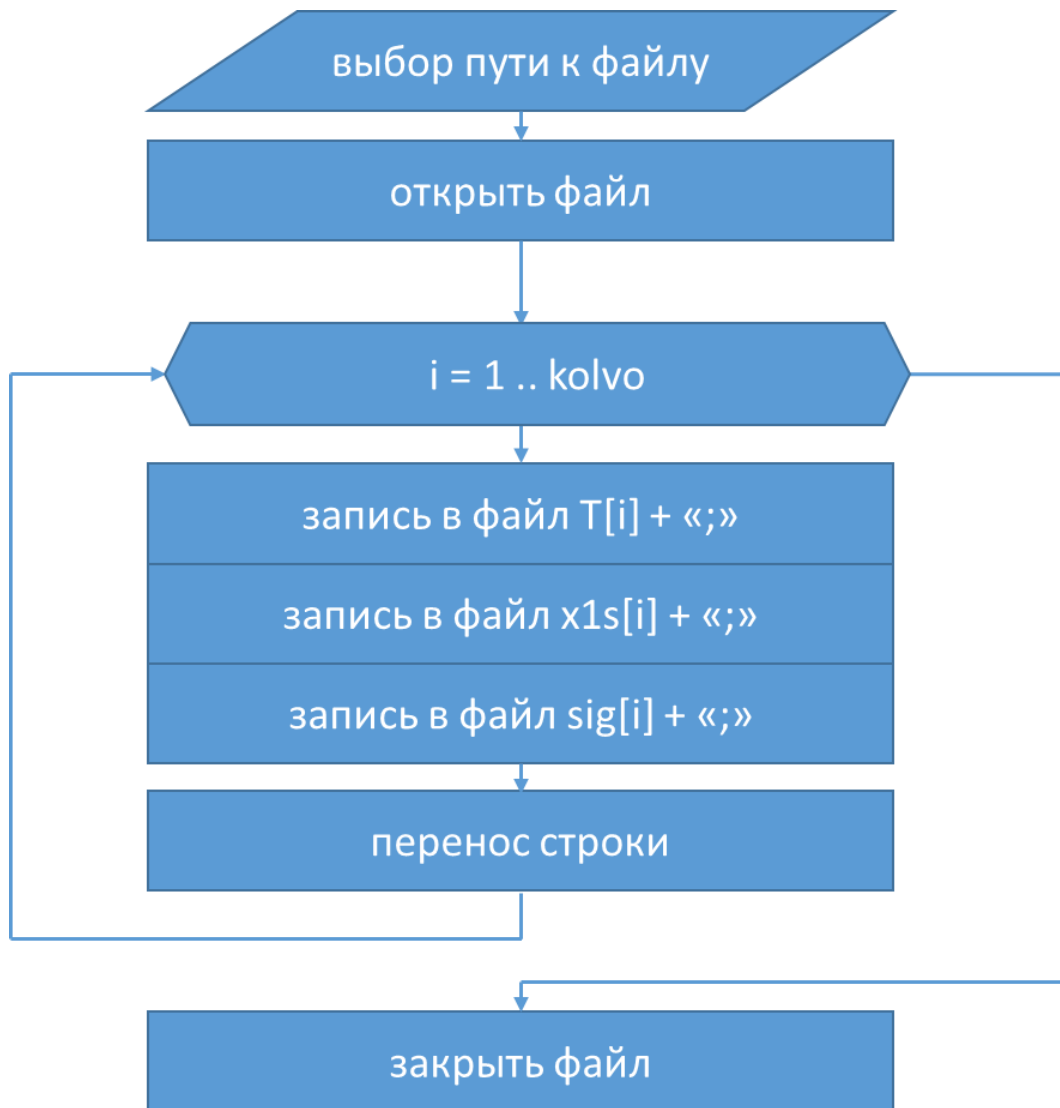 выбор пути к файлу
открыть файл
i = 1 .. kolvo
запись в файл T[i] + «;»
запись в файл x1s[i] + «;»
запись в файл sig[i] + «;»
перенос строки
закрыть файл